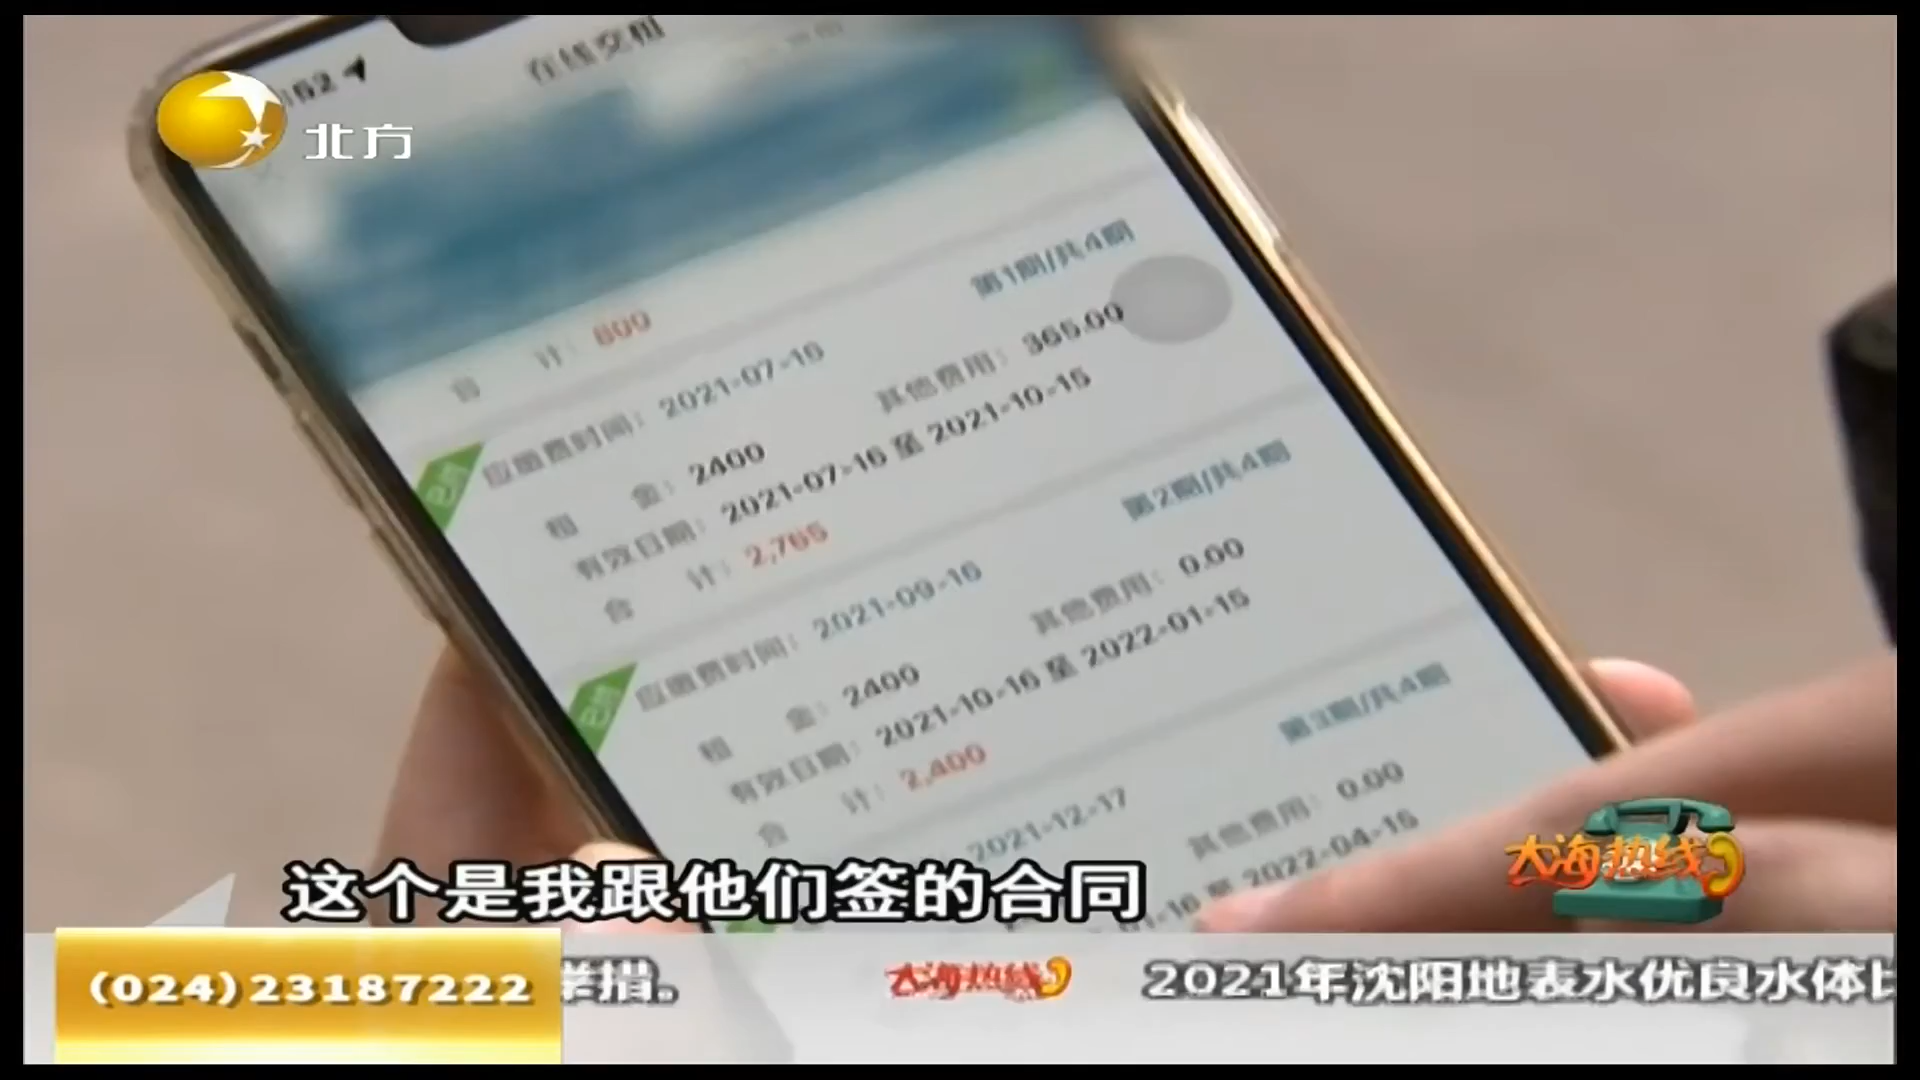 :52
在线交租
北方
第1期/共4期
合 计: 800
应缴费时间: 2021-07-16
其他费用: 365.00
租 金: 2400
有效日期: 2021-07-16 至 2021-10-15
合 计: 2,765
第2期/共4期
应缴费时间: 2021-09-16
其他费用: 0.00
租 金: 2400
有效日期: 2021-10-16 至 2022-01-15
合 计: 2,400
第3期/共4期
2021-12-17
其他费用: 0.00
01-16 至 2022-04-15
大海热线
这个是我跟他们签的合同
(024)23187222
举措。 大海热线 2021年沈阳地表水优良水体比